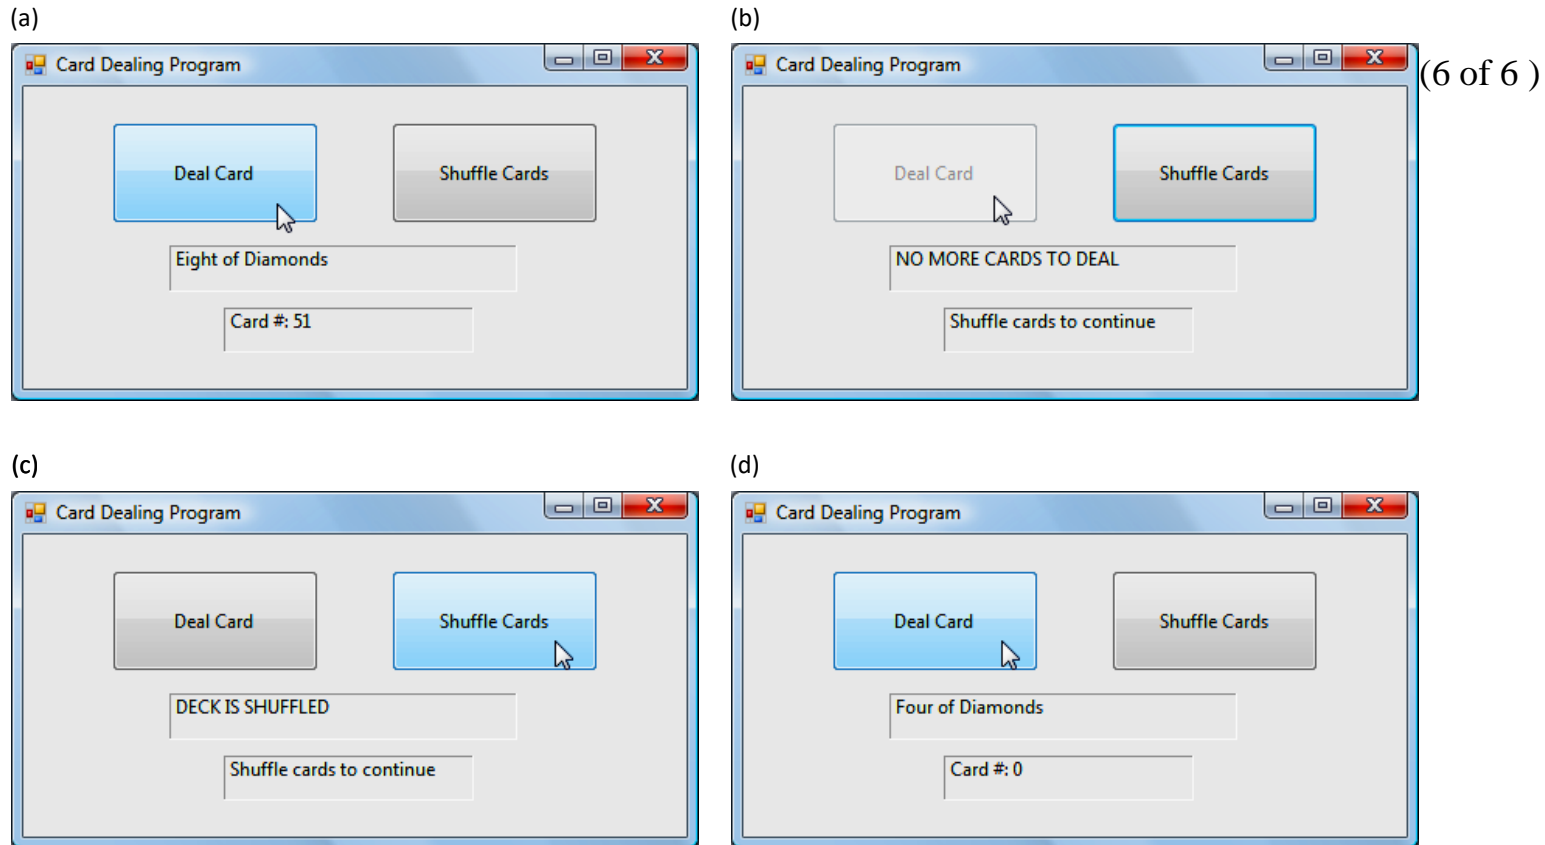 (a)
Card Dealing Program
Deal Card
Shuffle Cards
Eight of Diamonds
Card #: 51
(b)
Card Dealing Program
Deal Card
Shuffle Cards
NO MORE CARDS TO DEAL
Shuffle cards to continue
(6 of 6 )
(c)
Card Dealing Program
Deal Card
Shuffle Cards
DECK IS SHUFFLED
Shuffle cards to continue
(d)
Card Dealing Program
Deal Card
Shuffle Cards
Four of Diamonds
Card #: 0